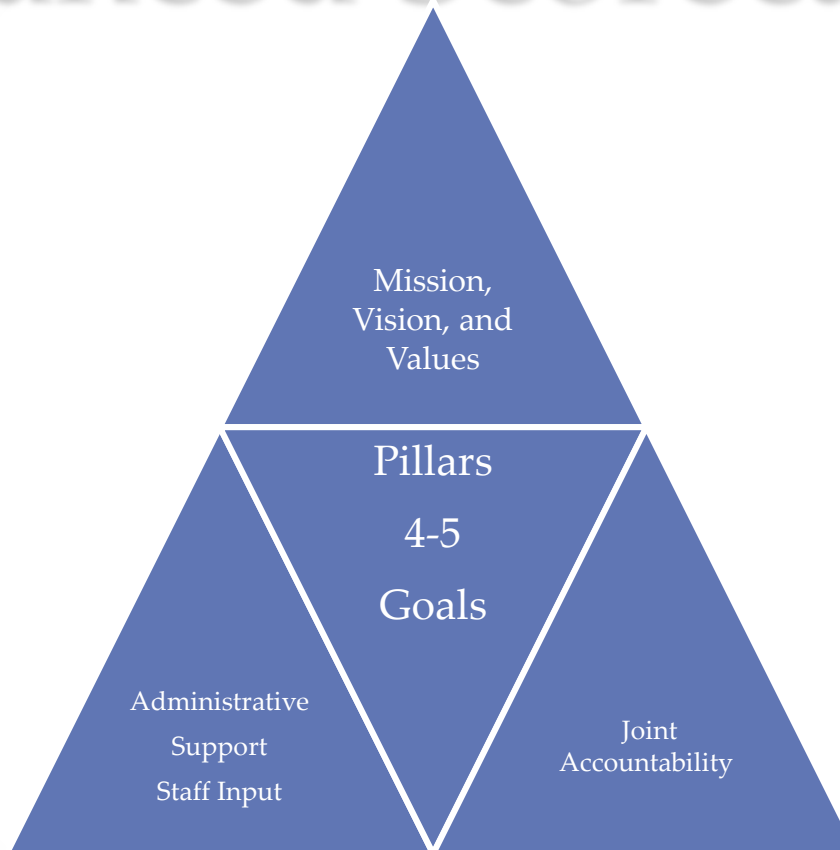 Mission,
Vision, and
Values
Pillars
4-5
Goals
Administrative
Support
Staff Input
Joint
Accountability